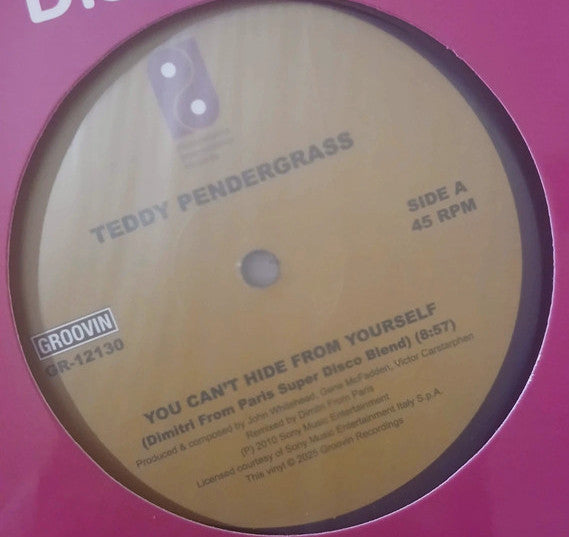 TEDDY PENDERGRASS
SIDE A
45 RPM
GROOVIN
GR-12130
YOU CAN'T HIDE FROM YOURSELF
(Dimitri From Paris Super Disco Blend) (8:57)
Produced & composed by John Whitehead, Gene McFadden, Victor Carstarphen
Remixed by Dimitri From Paris
(P) 2010 Sony Music Entertainment
Licensed courtesy of Sony Music Entertainment Italy S.p.A.
This vinyl © 2025 Groovin Recordings